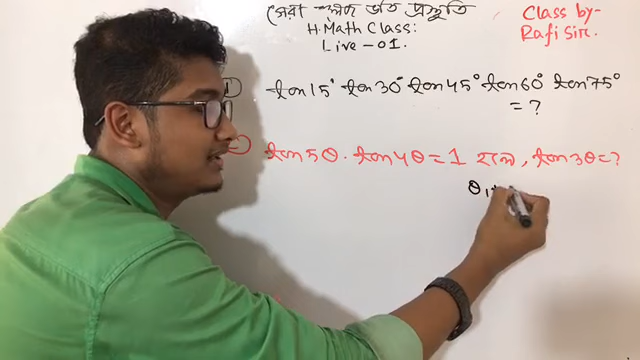 সেরা কলেজ ভর্তি প্রস্তুতি
H.Math Class:
Live-01.
Class by-
Rafi Sir.
tan15° tan30° tan45° tan60° tan75°
= ?
tan5θ. tan4θ = 1 হলে, tan3θ=?
θ